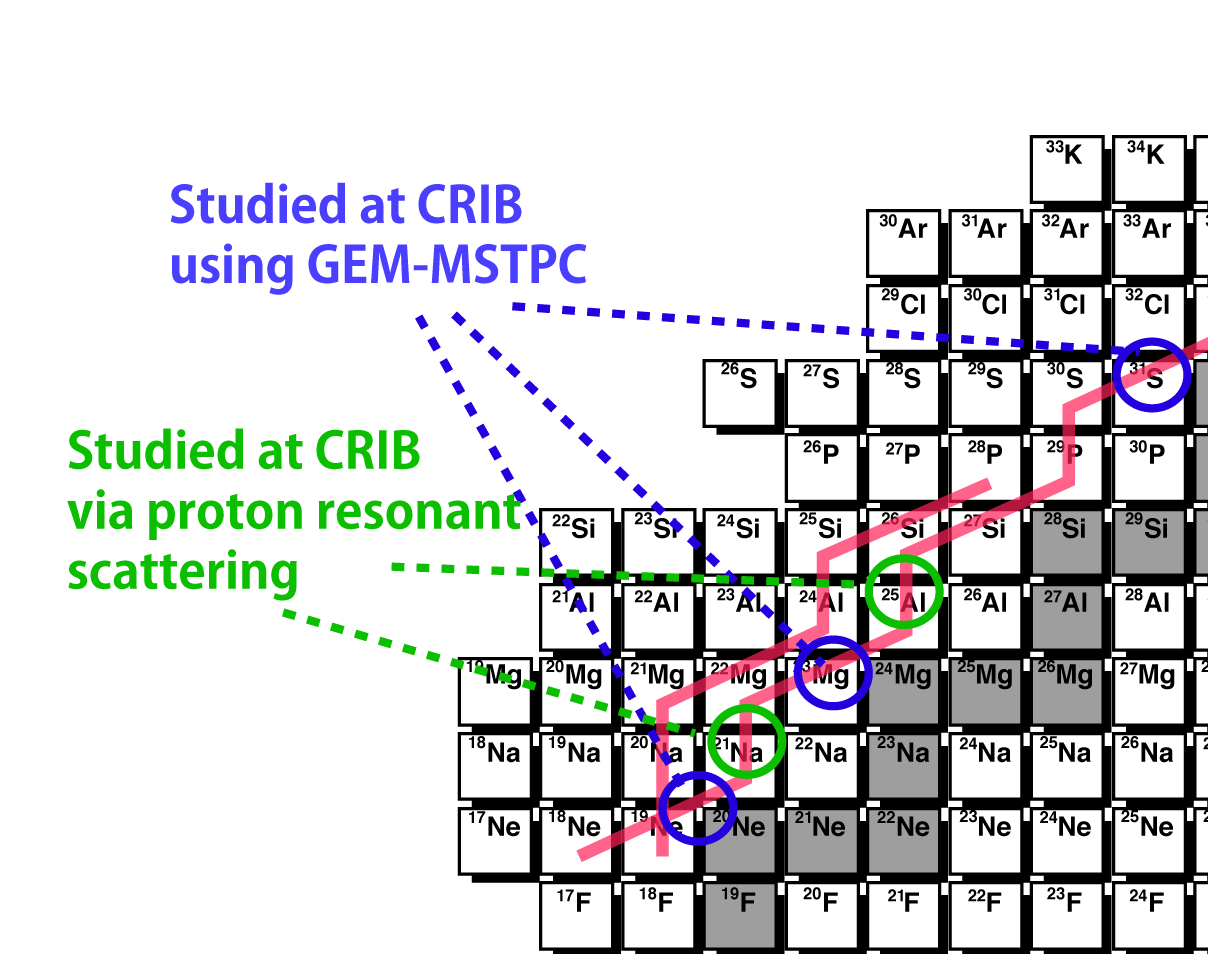 Studied at CRIB
using GEM-MSTPC
Studied at CRIB
via proton resonant
scattering
33K 34K
30Ar 31Ar 32Ar 33Ar
29Cl 30Cl 31Cl 32Cl
26S 27S 28S 29S 30S 31S
26P 27P 28P 29P 30P
22Si 23Si 24Si 25Si 26Si 27Si 28Si 29Si
21Al 22Al 23Al 24Al 25Al 26Al 27Al 28Al
19Mg 20Mg 21Mg 22Mg 23Mg 24Mg 25Mg 26Mg 27Mg
18Na 19Na 20Na 21Na 22Na 23Na 24Na 25Na 26Na
17Ne 18Ne 19Ne 20Ne 21Ne 22Ne 23Ne 24Ne 25Ne
17F 18F 19F 20F 21F 22F 23F 24F